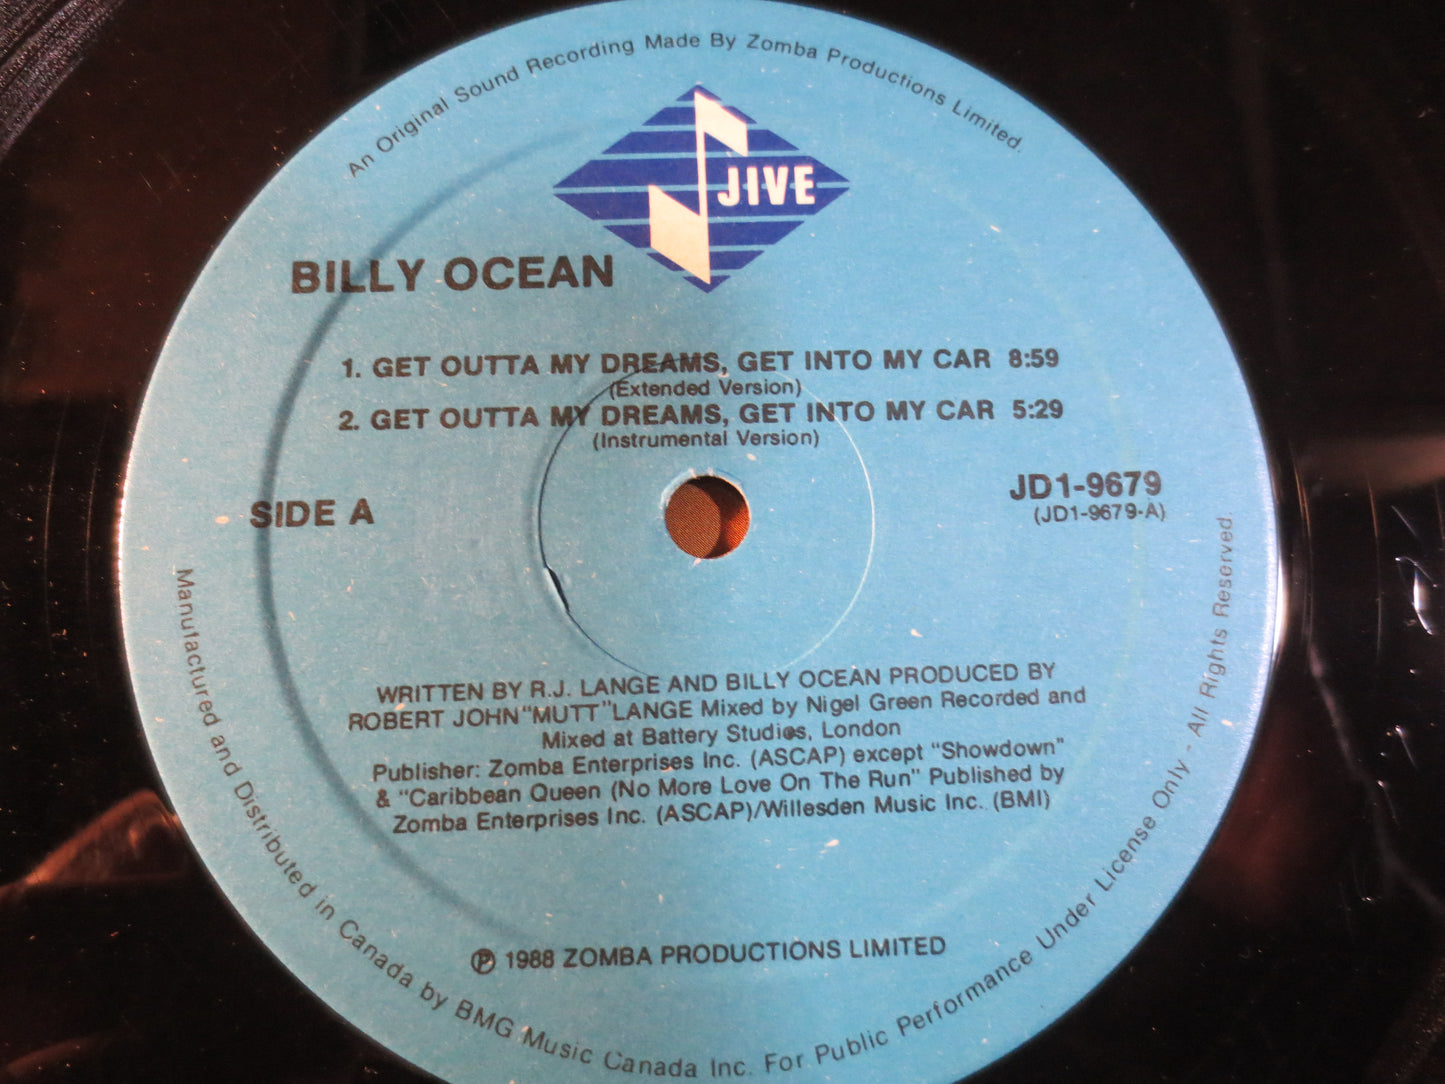 An Original Sound Recording Made By Zomba Productions Limited.
JIVE
BILLY OCEAN
1. GET OUTTA MY DREAMS, GET INTO MY CAR 8:59
(Extended Version)
2. GET OUTTA MY DREAMS, GET INTO MY CAR 5:29
(Instrumental Version)
SIDE A
JD1-9679
(JD1-9679-A)
WRITTEN BY R.J. LANGE AND BILLY OCEAN PRODUCED BY
ROBERT JOHN "MUTT" LANGE Mixed by Nigel Green Recorded and
Mixed at Battery Studios, London
Publisher: Zomba Enterprises Inc. (ASCAP) except "Showdown"
& "Caribbean Queen (No More Love On The Run" Published by
Zomba Enterprises Inc. (ASCAP)/Willesden Music Inc. (BMI)
℗ 1988 ZOMBA PRODUCTIONS LIMITED
Manufactured and Distributed in Canada by BMG Music Canada Inc. For Public Performance Under License Only - All Rights Reserved.